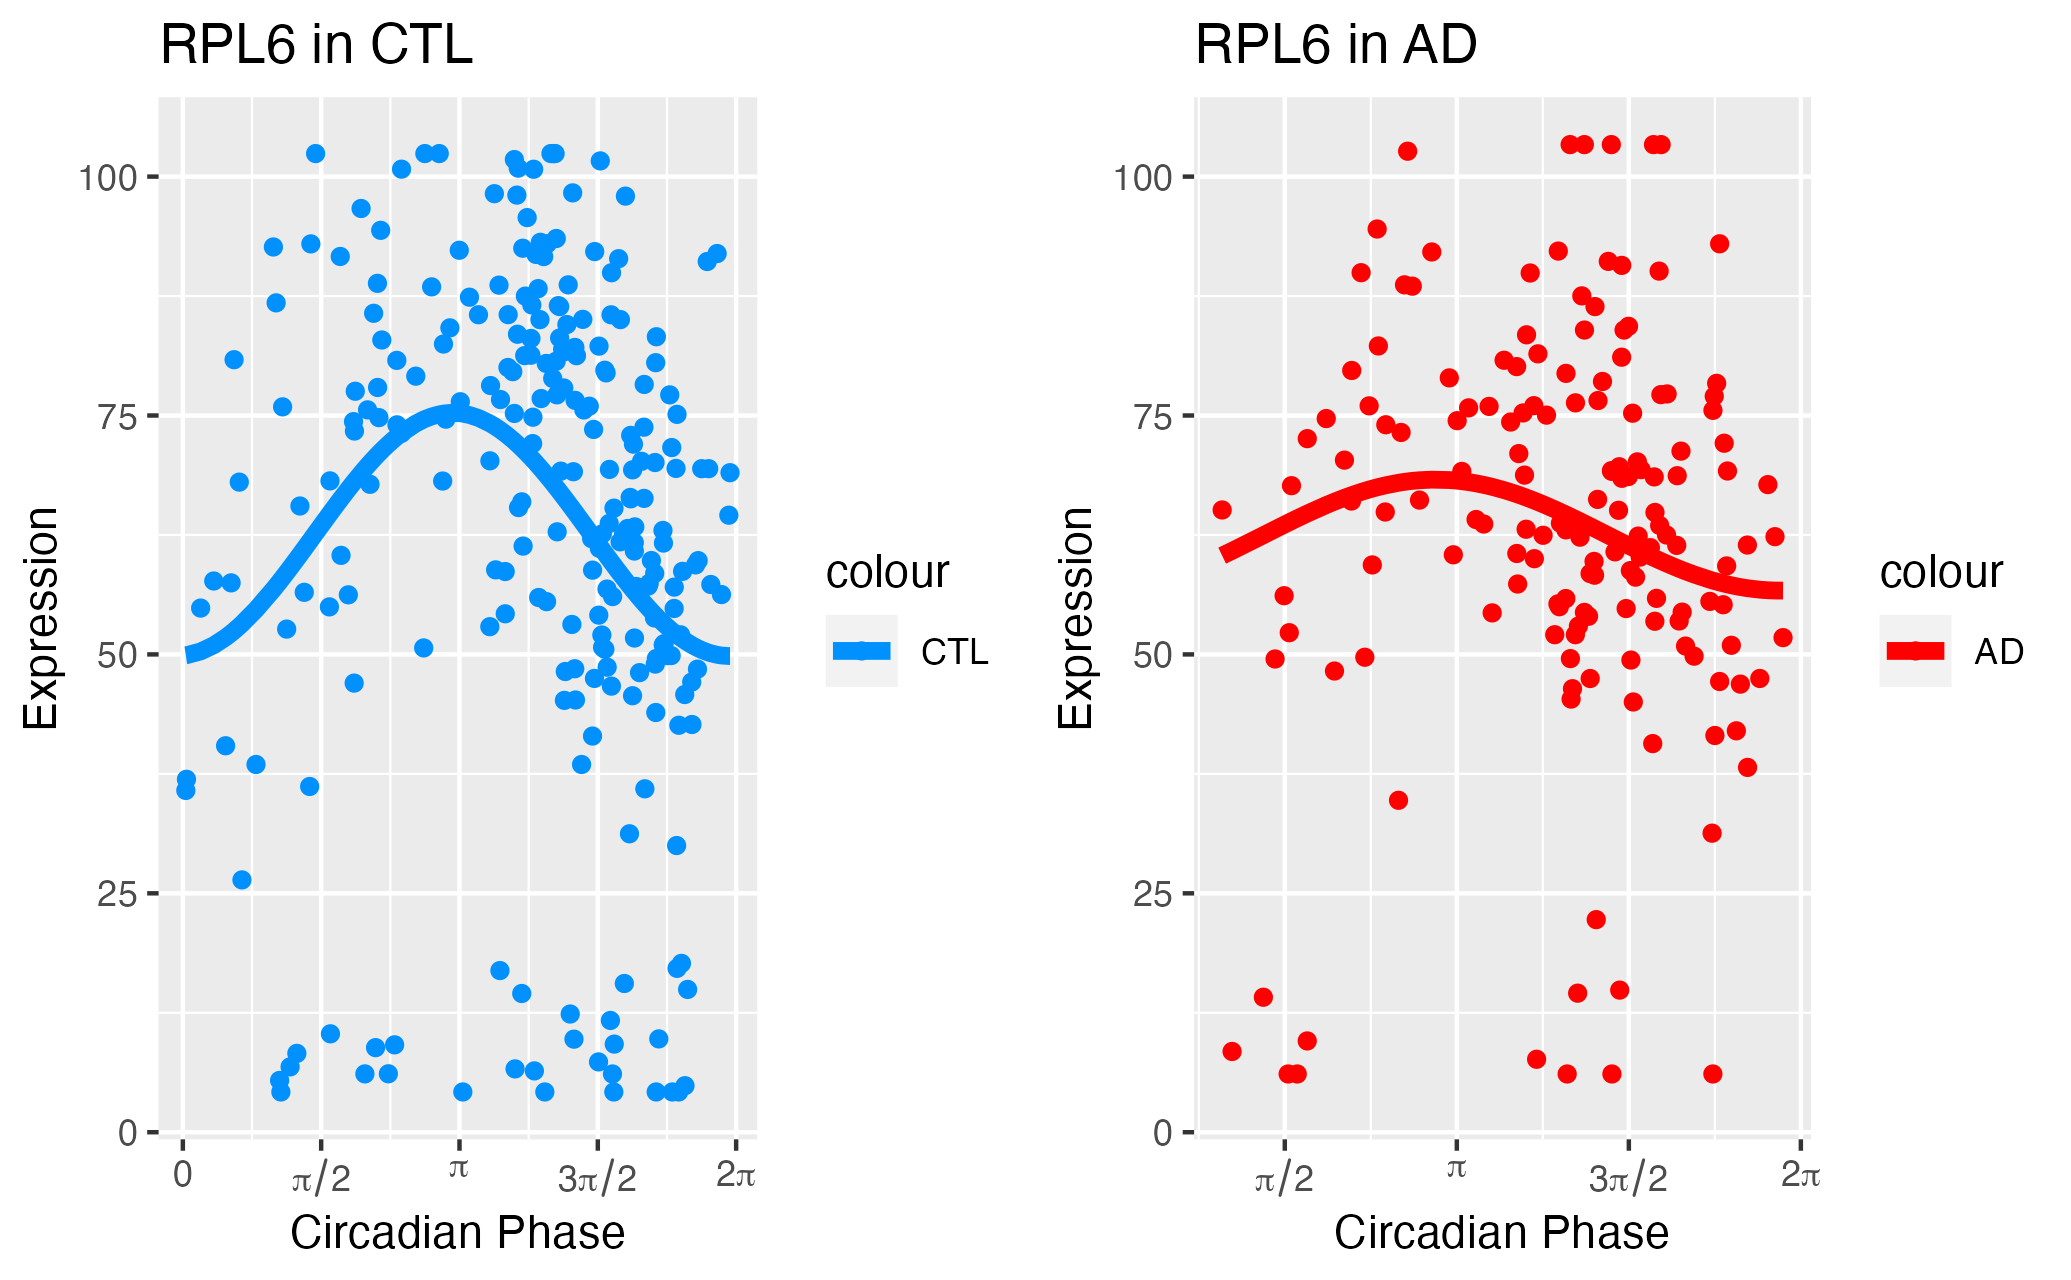 RPL6 in CTL
100
75
50
25
0
0 π/2 π 3π/2 2π
Circadian Phase
Expression
colour
CTL
RPL6 in AD
100
75
50
25
0
π/2 π 3π/2 2π
Circadian Phase
Expression
colour
AD